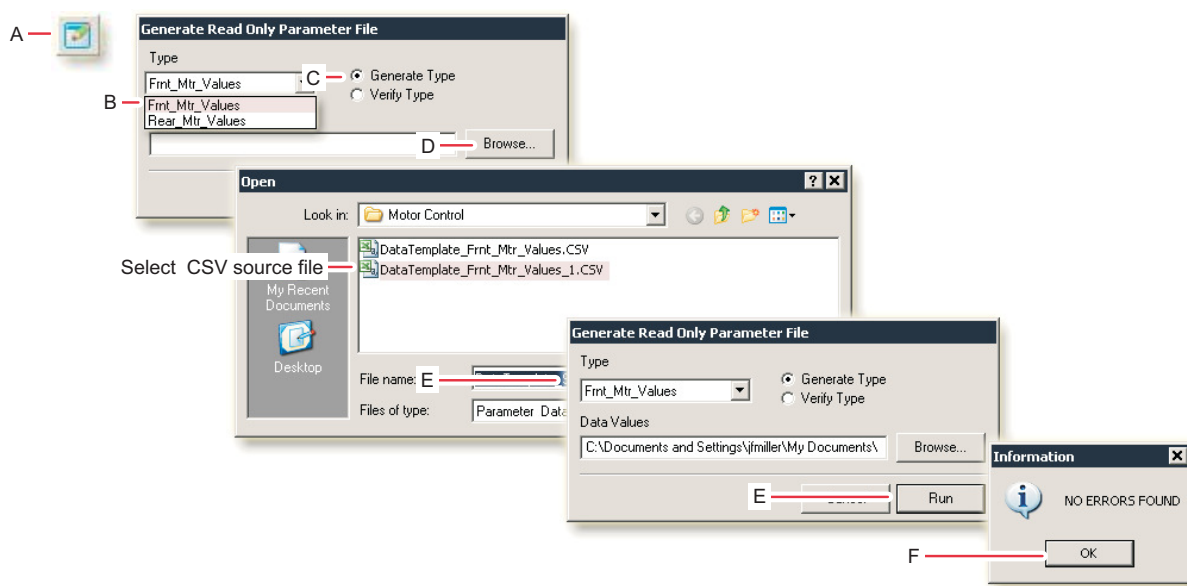 A
Generate Read Only Parameter File
Type
Frnt_Mtr_Values
C
Generate Type
Verify Type
B
Frnt_Mtr_Values
Rear_Mtr_Values
D
Browse...
Open
Look in:
Motor Control
DataTemplate_Frnt_Mtr_Values.CSV
Select CSV source file
DataTemplate_Frnt_Mtr_Values_1.CSV
My Recent
Documents
Desktop
File name:
E
Files of type:
Parameter Data
Generate Read Only Parameter File
Type
Frnt_Mtr_Values
Generate Type
Verify Type
Data Values
C:\Documents and Settings\jfmiller\My Documents\
Browse...
E
Run
Information
NO ERRORS FOUND
F
OK